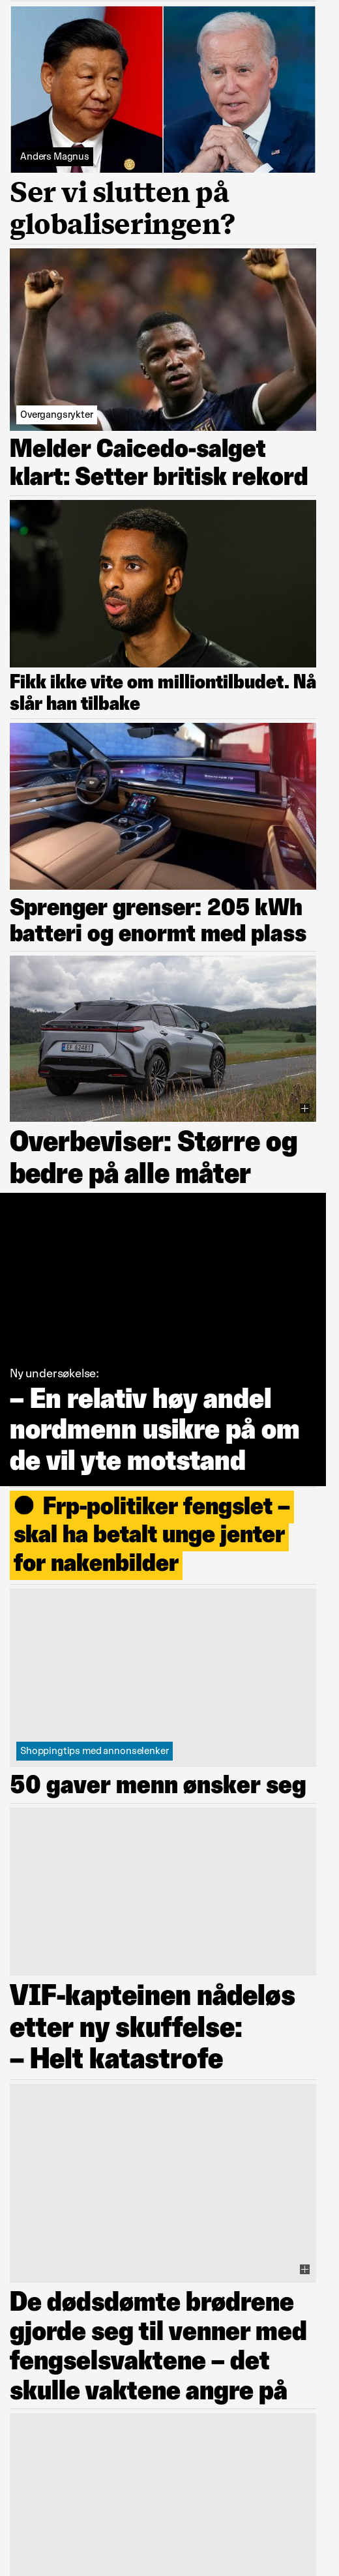 Anders Magnus
Ser vi slutten på
globaliseringen?
Overgangsrykter
Melder Caicedo-salget
klart: Setter britisk rekord
Fikk ikke vite om milliontilbudet. Nå
slår han tilbake
Sprenger grenser: 205 kWh
batteri og enormt med plass
Overbeviser: Større og
bedre på alle måter
Ny undersøkelse:
– En relativ høy andel
nordmenn usikre på om
de vil yte motstand
Frp-politiker fengslet –
skal ha betalt unge jenter
for nakenbilder
Shoppingtips med annonselenker
50 gaver menn ønsker seg
VIF-kapteinen nådeløs
etter ny skuffelse:
– Helt katastrofe
De dødsdømte brødrene
gjorde seg til venner med
fengselsvaktene – det
skulle vaktene angre på